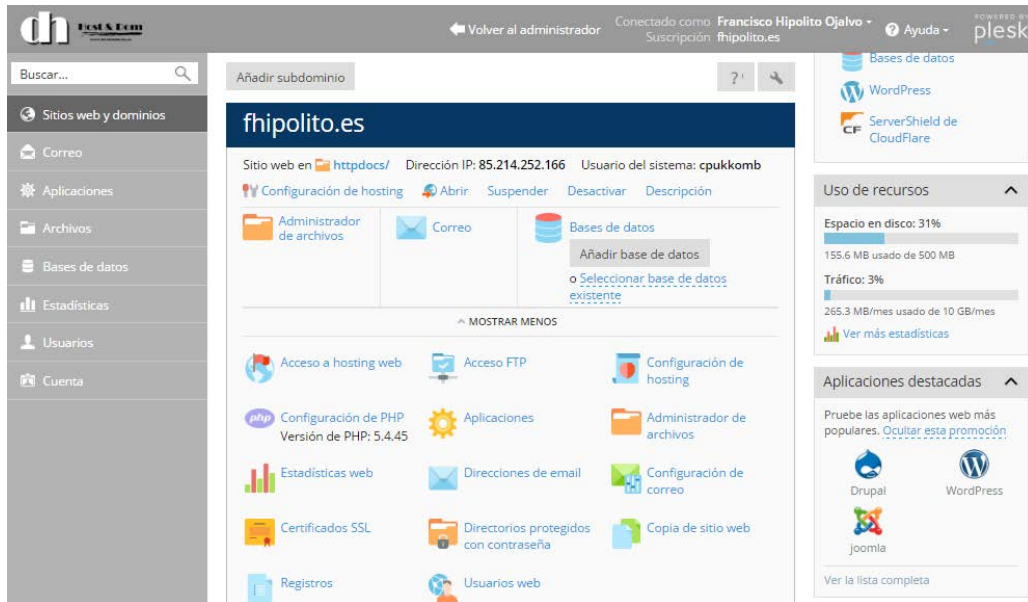 dh Host & Dom
Volver al administrador
Conectado como Francisco Hipolito Ojalvo
Suscripción fhipolito.es
Ayuda
POWERED BY
plesk
Buscar...
Sitios web y dominios
Correo
Aplicaciones
Archivos
Bases de datos
Estadísticas
Usuarios
Cuenta
Añadir subdominio
?
fhipolito.es
Sitio web en httpdocs/ Dirección IP: 85.214.252.166 Usuario del sistema: cpukkomb
Configuración de hosting Abrir Suspender Desactivar Descripción
Administrador
de archivos
Correo
Bases de datos
Añadir base de datos
o Seleccionar base de datos
existente
MOSTRAR MENOS
Acceso a hosting web
Acceso FTP
Configuración de
hosting
php
Configuración de PHP
Versión de PHP: 5.4.45
Aplicaciones
Administrador de
archivos
Estadísticas web
Direcciones de email
Configuración de
correo
Certificados SSL
Directorios protegidos
con contraseña
Copia de sitio web
Registros
Usuarios web
Bases de datos
WordPress
CF
ServerShield de
CloudFlare
Uso de recursos
Espacio en disco: 31%
155.6 MB usado de 500 MB
Tráfico: 3%
265.3 MB/mes usado de 10 GB/mes
Ver más estadísticas
Aplicaciones destacadas
Pruebe las aplicaciones web más
populares. Ocultar esta promoción
Drupal
WordPress
joomla
Ver la lista completa